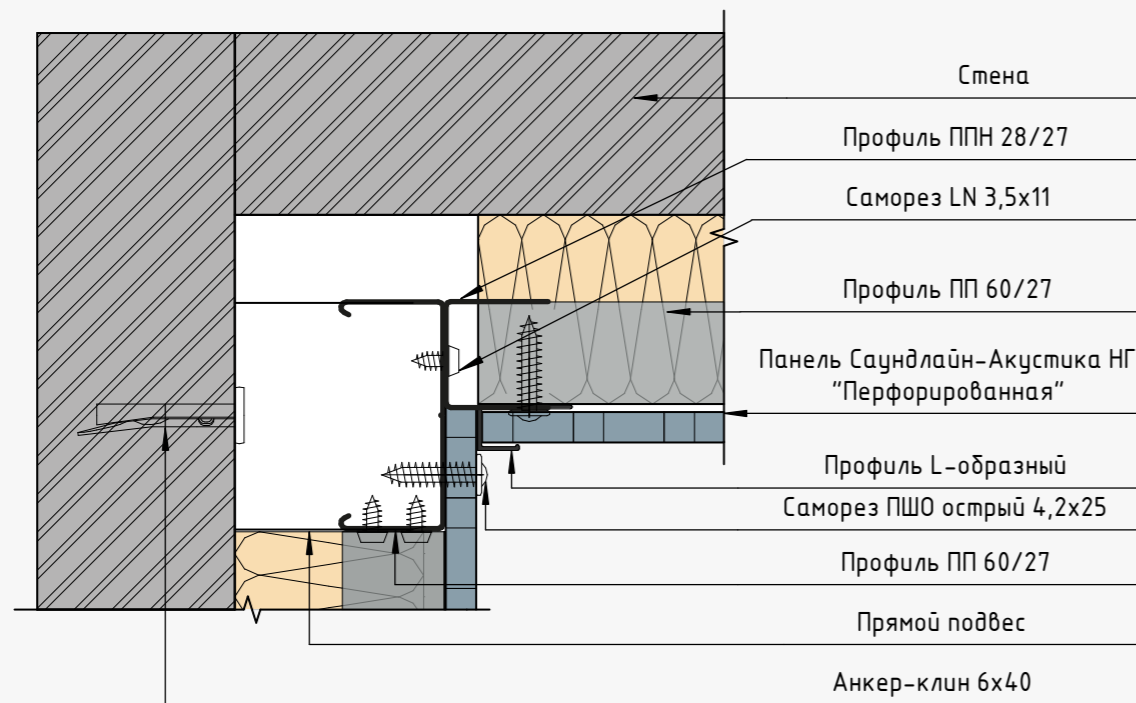 Стена
Профиль ППН 28/27
Саморез LN 3,5х11
Профиль ПП 60/27
Панель Саундлайн-Акустика НГ
"Перфорированная"
Профиль L-образный
Саморез ПШО острый 4,2х25
Профиль ПП 60/27
Прямой подвес
Анкер-клин 6х40